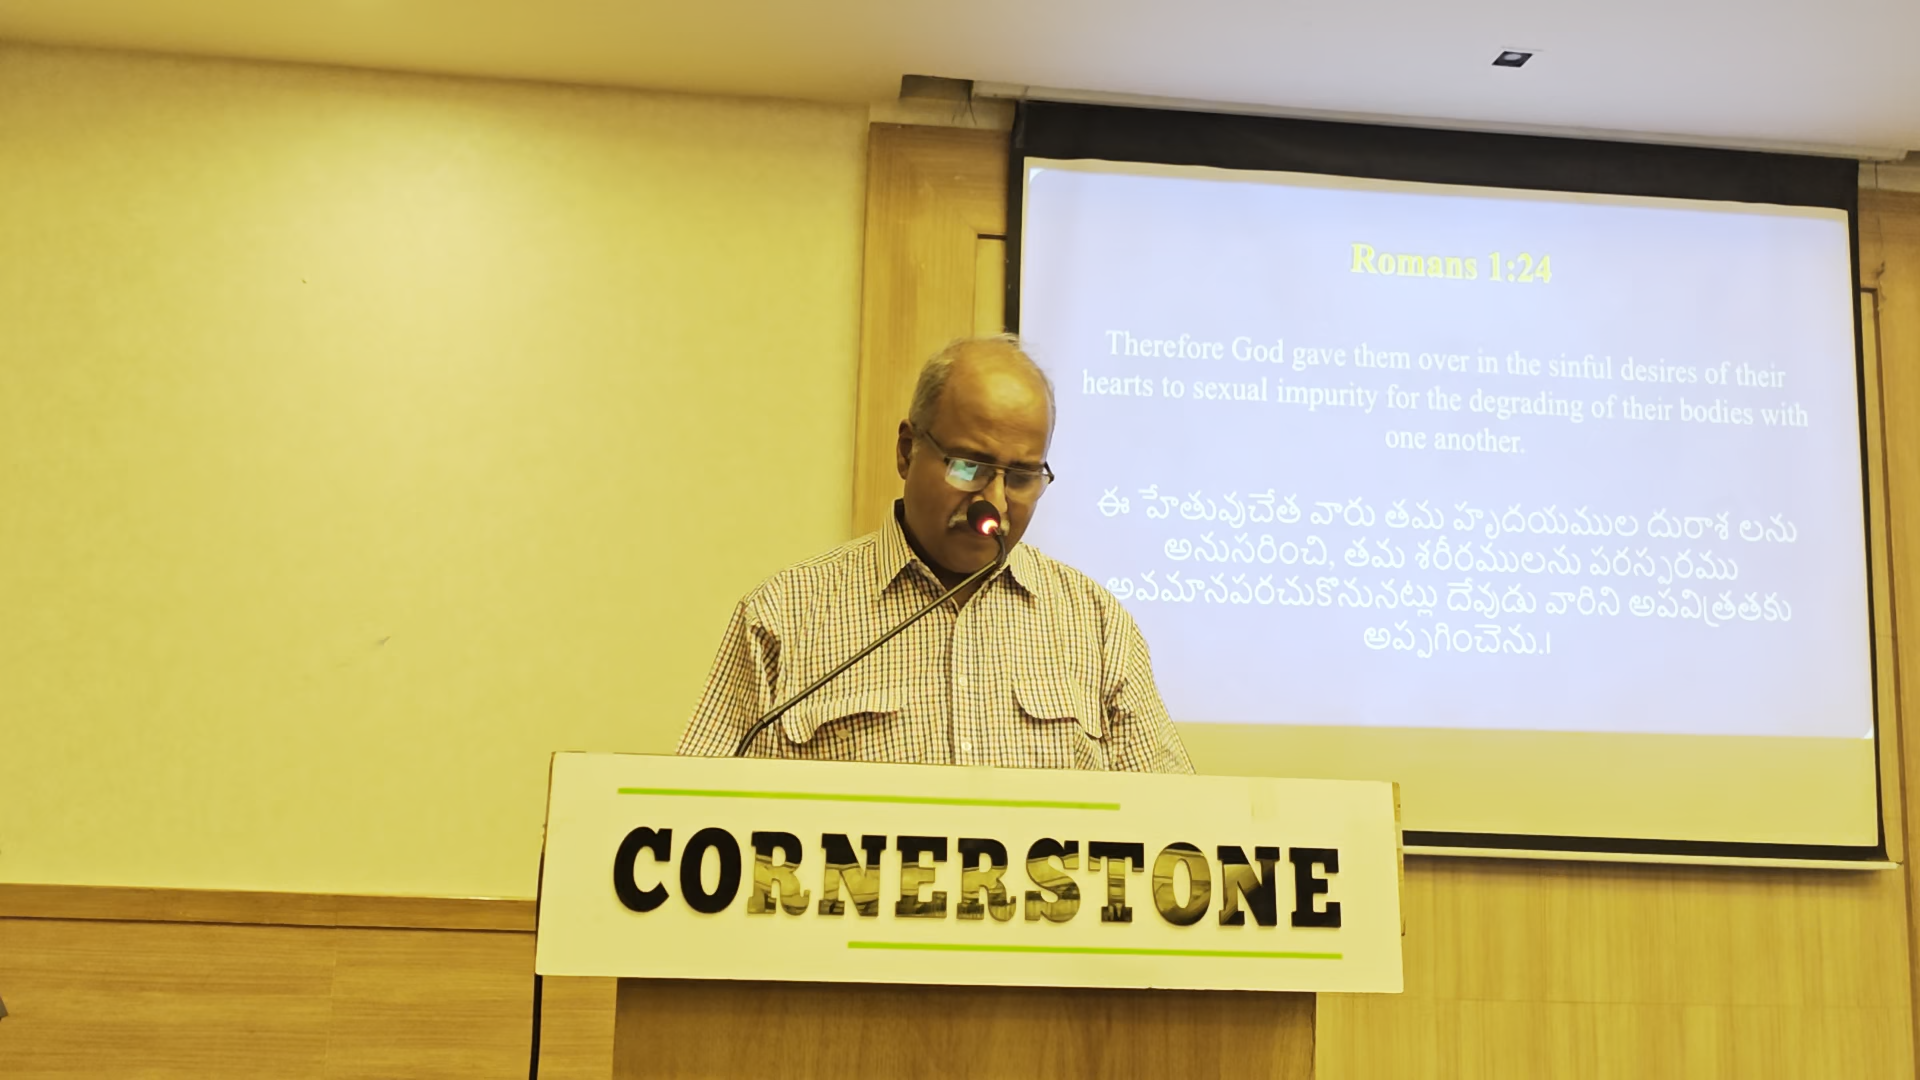 Romans 1:24
Therefore God gave them over in the sinful desires of their
hearts to sexual impurity for the degrading of their bodies with
one another.
ఈ హేతువుచేత వారు తమ హృదయముల దురాశ లను
అనుసరించి, తమ శరీరములను పరస్పరము
అవమానపరచుకొనునట్లు దేవుడు వారిని అపవిత్రతకు
అప్పగించెను.।
CORNERSTONE